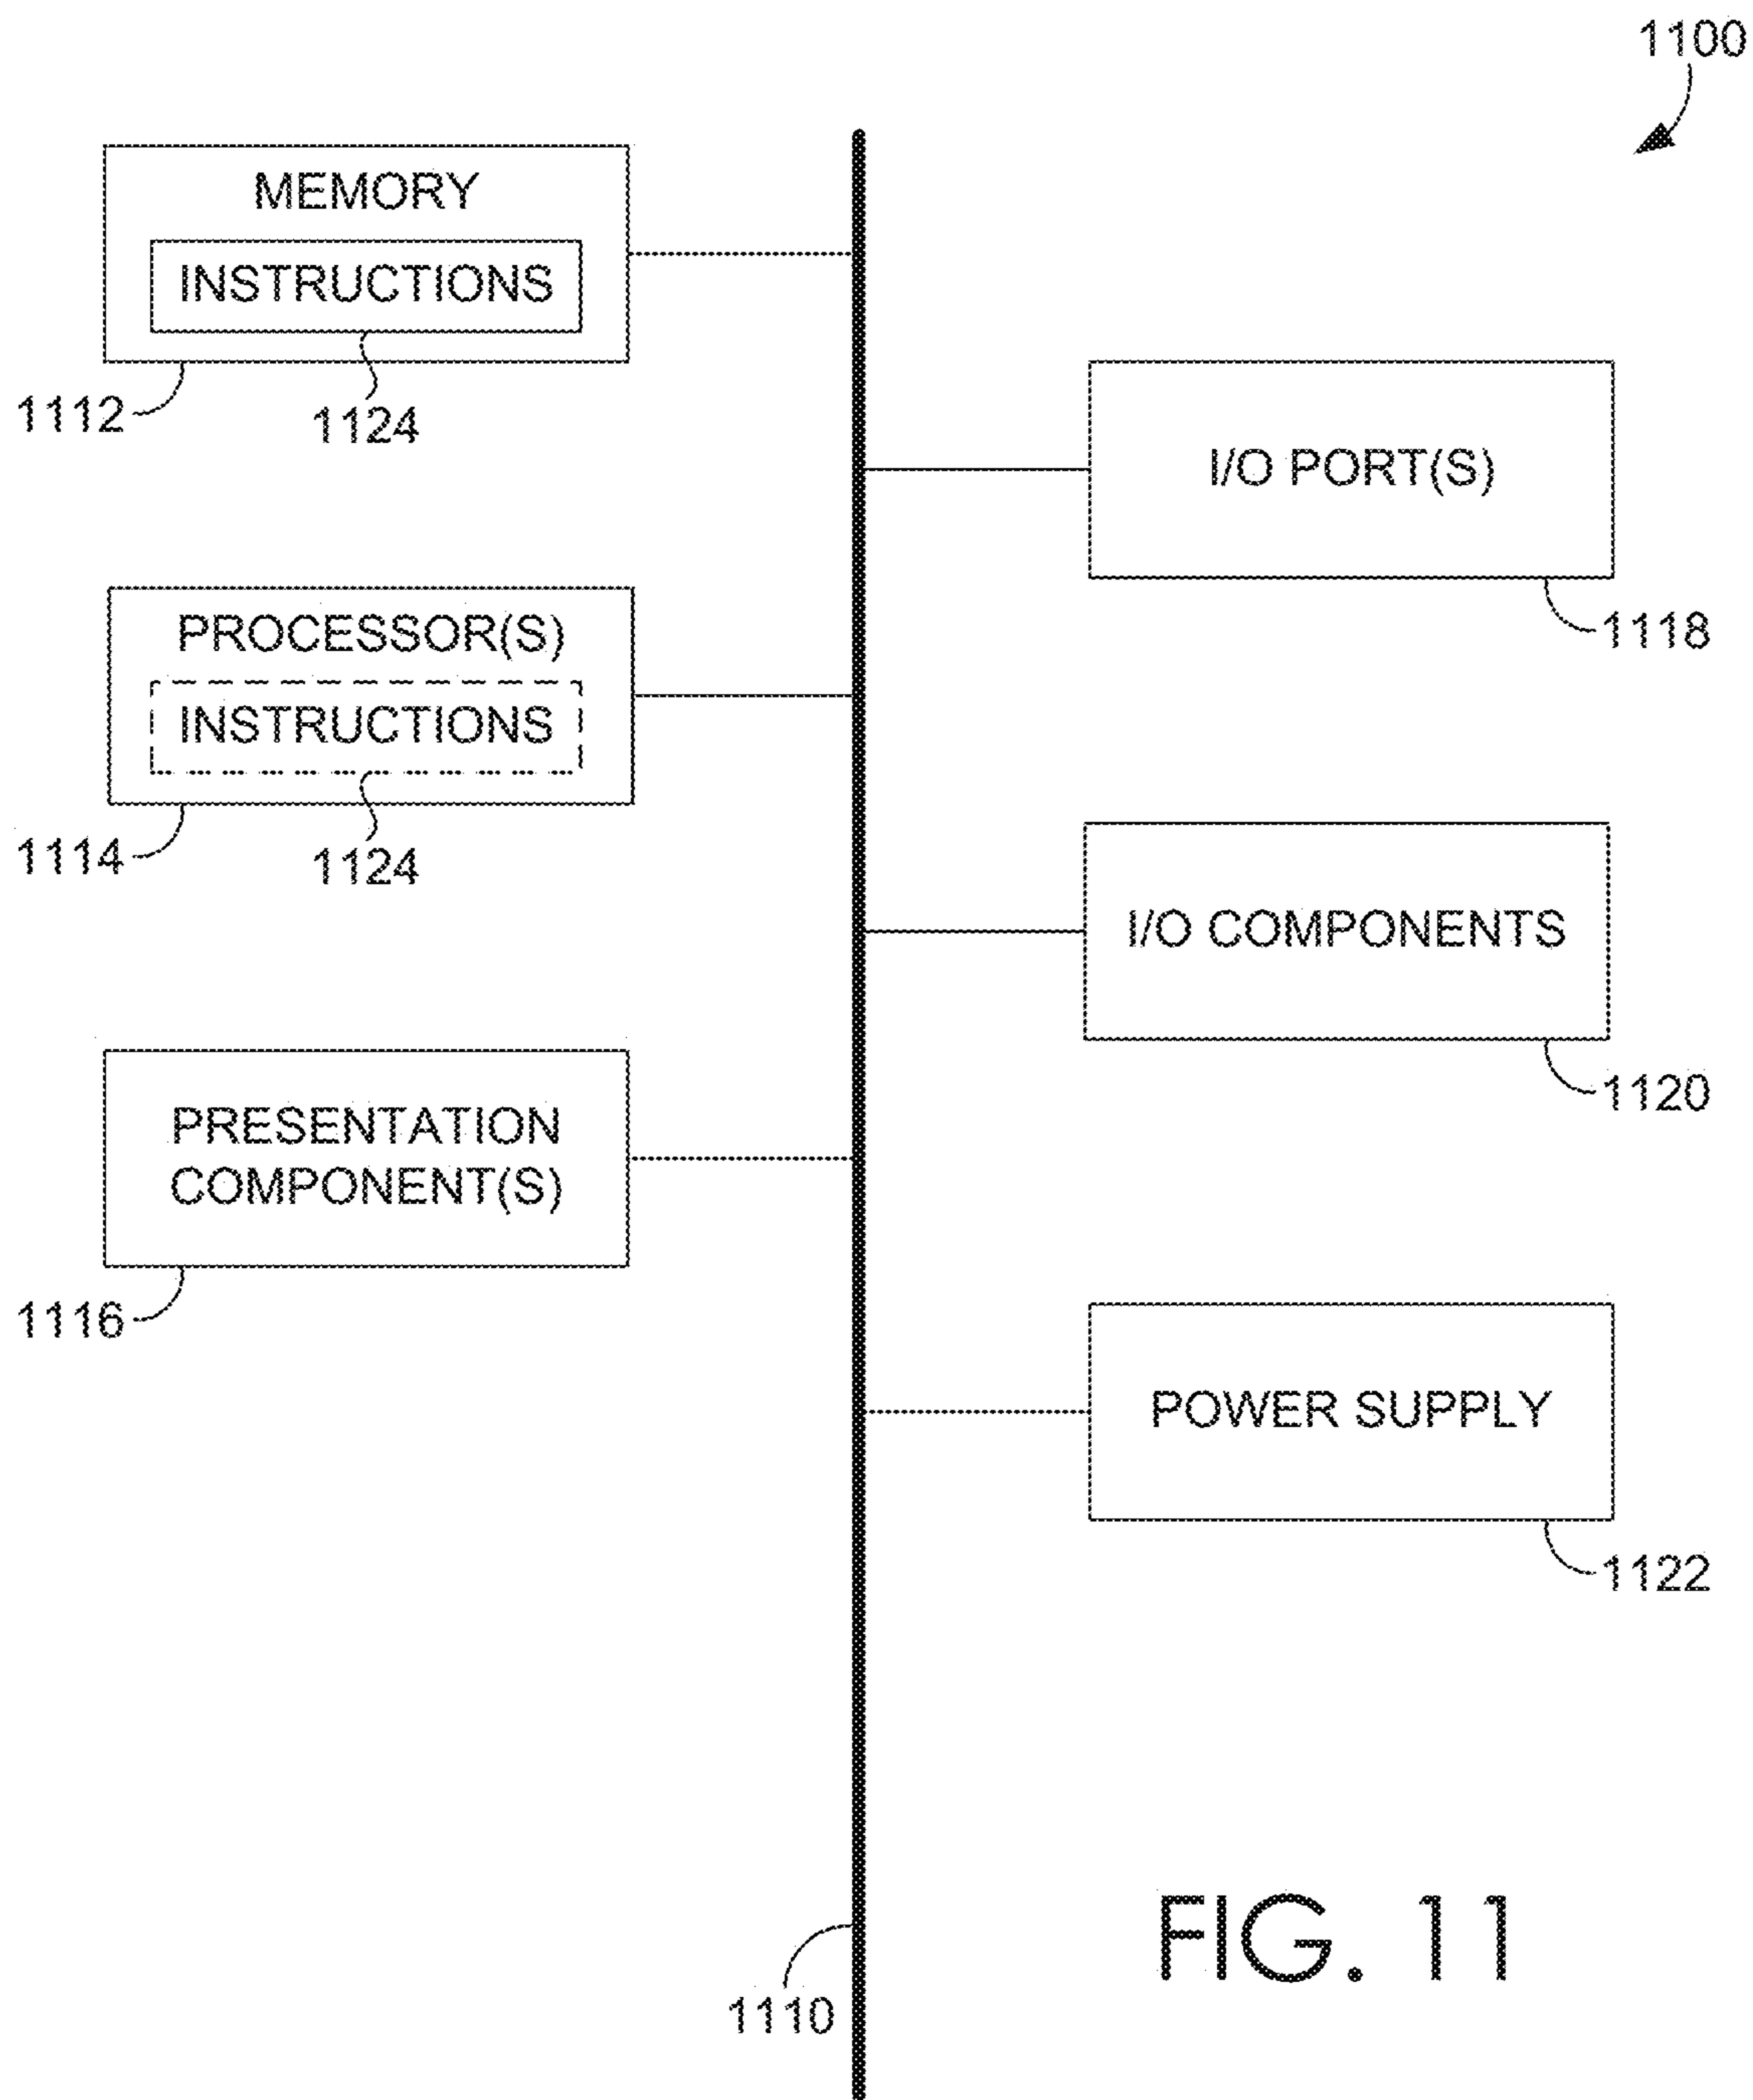 1100
MEMORY
INSTRUCTIONS
1112
1124
I/O PORT(S)
1118
PROCESSOR(S)
INSTRUCTIONS
1114
1124
I/O COMPONENTS
1120
PRESENTATION
COMPONENT(S)
1116
POWER SUPPLY
1122
FIG. 11
1110